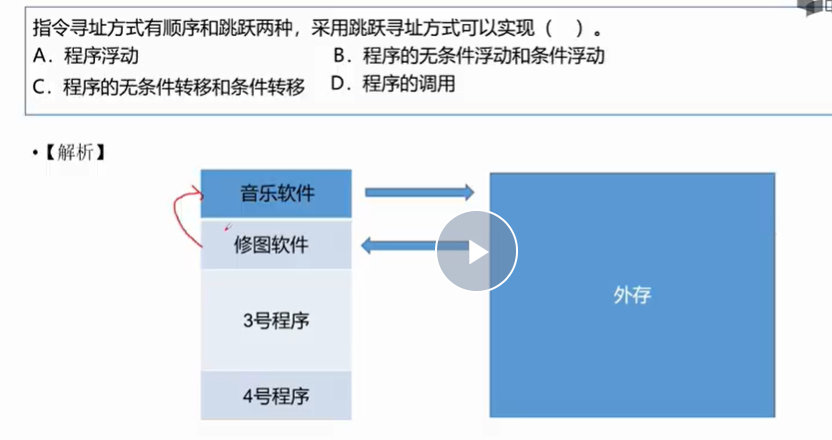 指令寻址方式有顺序和跳跃两种，采用跳跃寻址方式可以实现（　）。
A．程序浮动　B．程序的无条件浮动和条件浮动
C．程序的无条件转移和条件转移　D．程序的调用
•【解析】
音乐软件
修图软件
外存
3号程序
4号程序